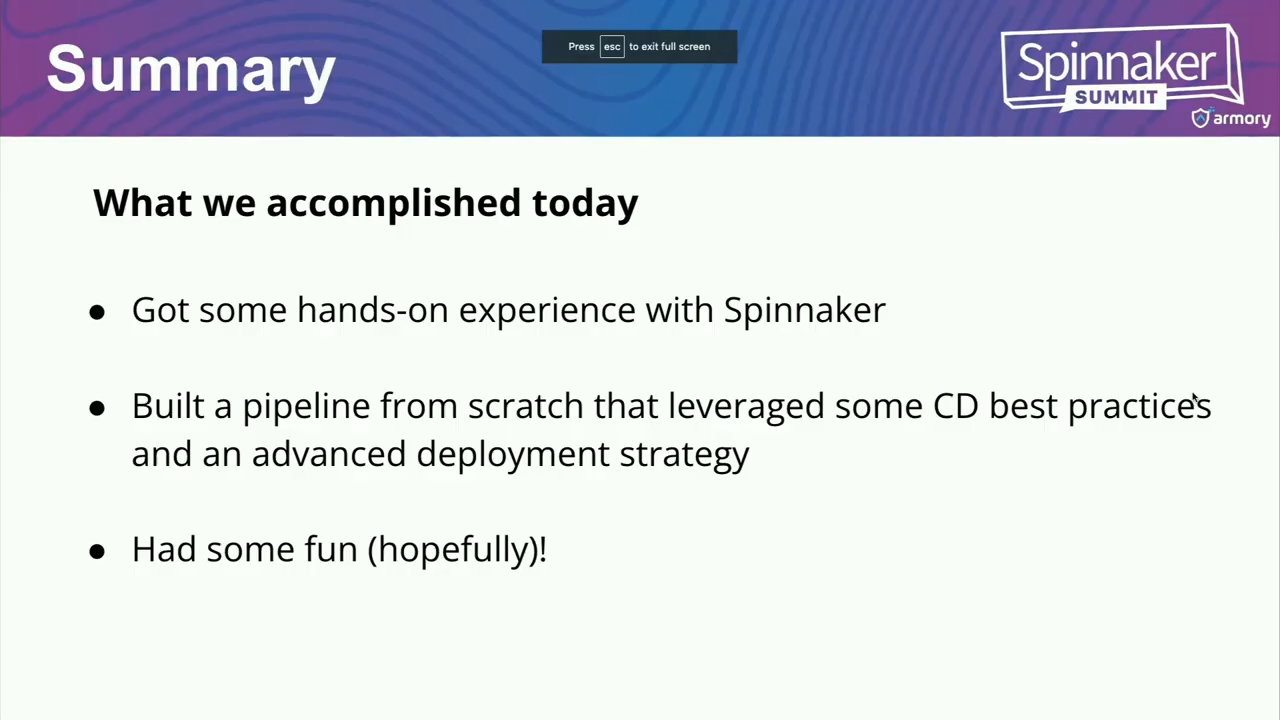 Summary
Press esc to exit full screen
Spinnaker
SUMMIT
armory
What we accomplished today
● Got some hands-on experience with Spinnaker
● Built a pipeline from scratch that leveraged some CD best practices
and an advanced deployment strategy
● Had some fun (hopefully)!